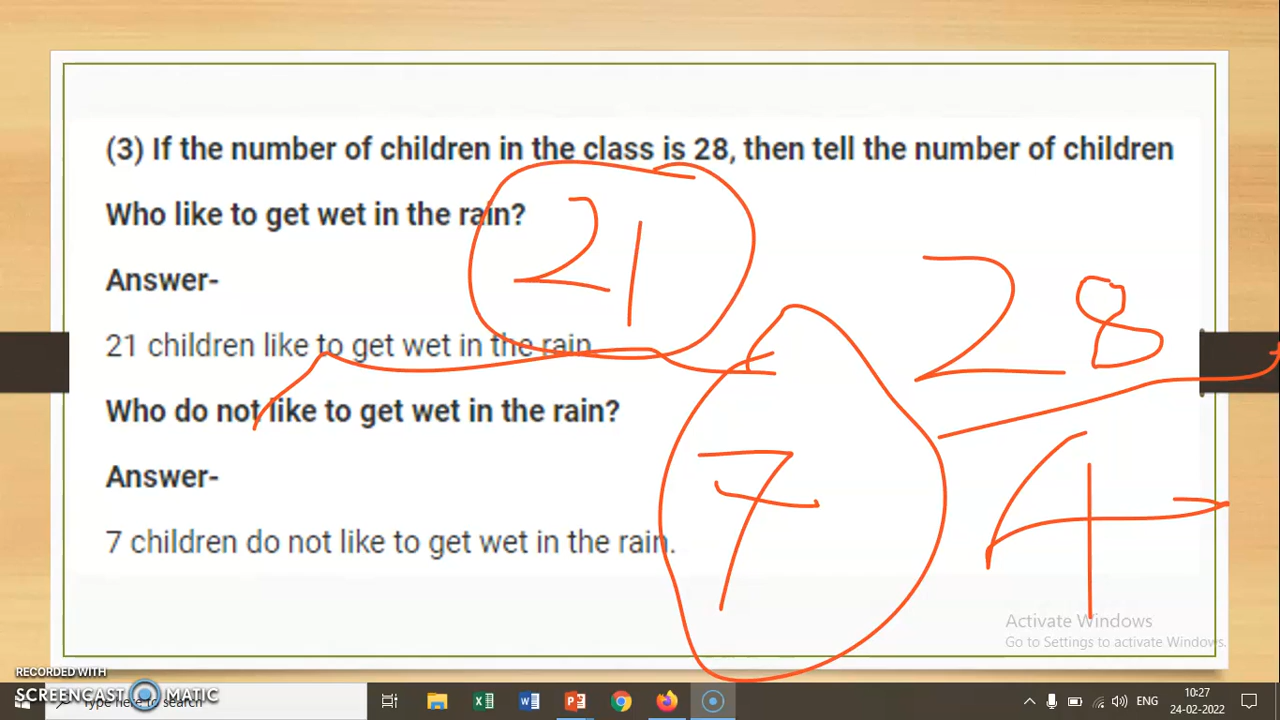 (3) If the number of children in the class is 28, then tell the number of children
Who like to get wet in the rain?
21
Answer-
28
21 children like to get wet in the rain.
Who do not like to get wet in the rain?
4
Answer-
7
7 children do not like to get wet in the rain.
Activate Windows
Go to Settings to activate Windows.
RECORDED WITH
SCREENCAST MATIC
Type here to search
ENG
10:27
24-02-2022